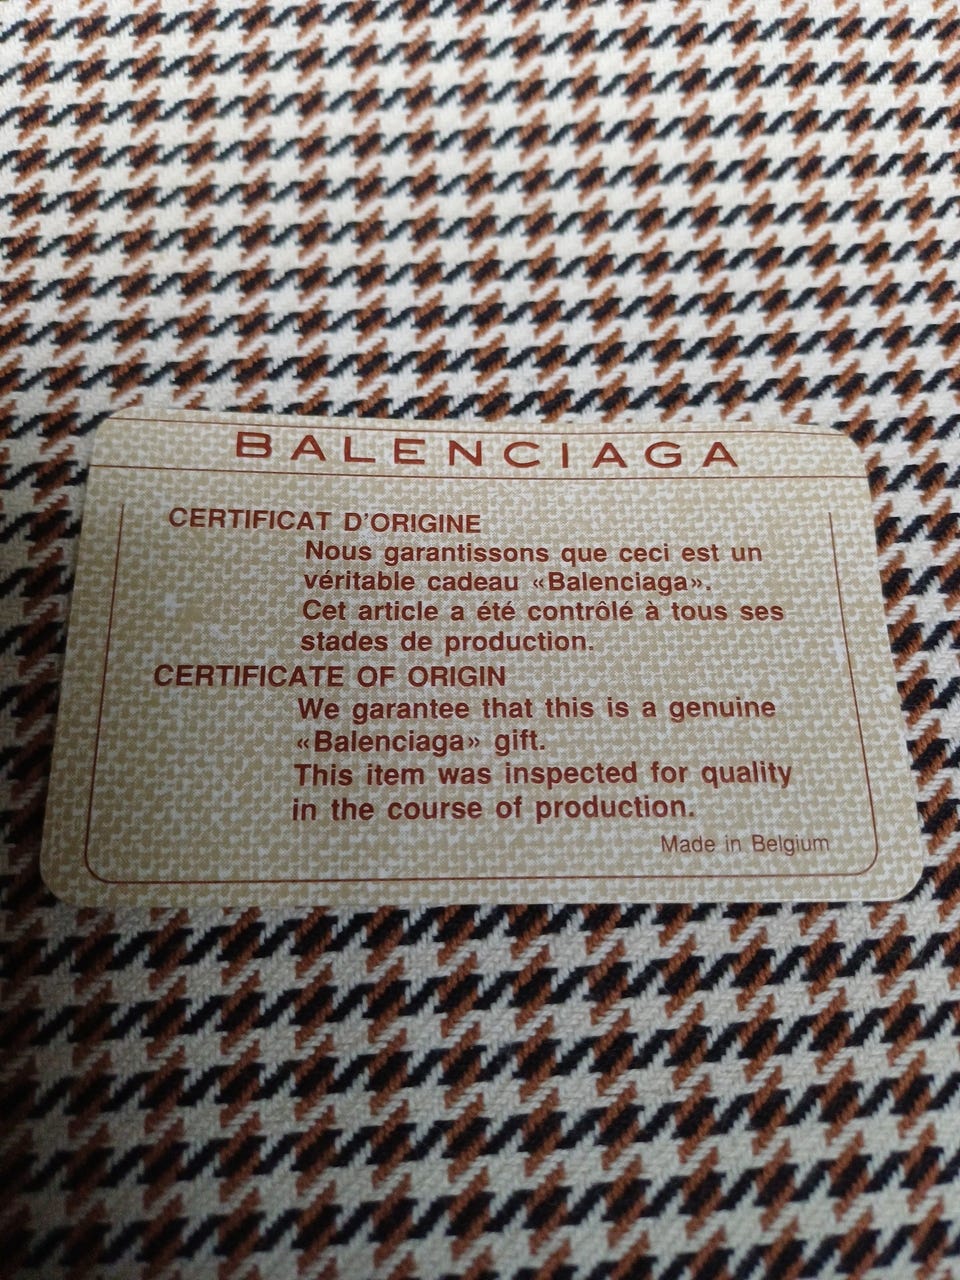 BALENCIAGA
CERTIFICAT D'ORIGINE
Nous garantissons que ceci est un
véritable cadeau «Balenciaga».
Cet article a été contrôlé à tous ses
stades de production.
CERTIFICATE OF ORIGIN
We garantee that this is a genuine
«Balenciaga» gift.
This item was inspected for quality
in the course of production.
Made in Belgium